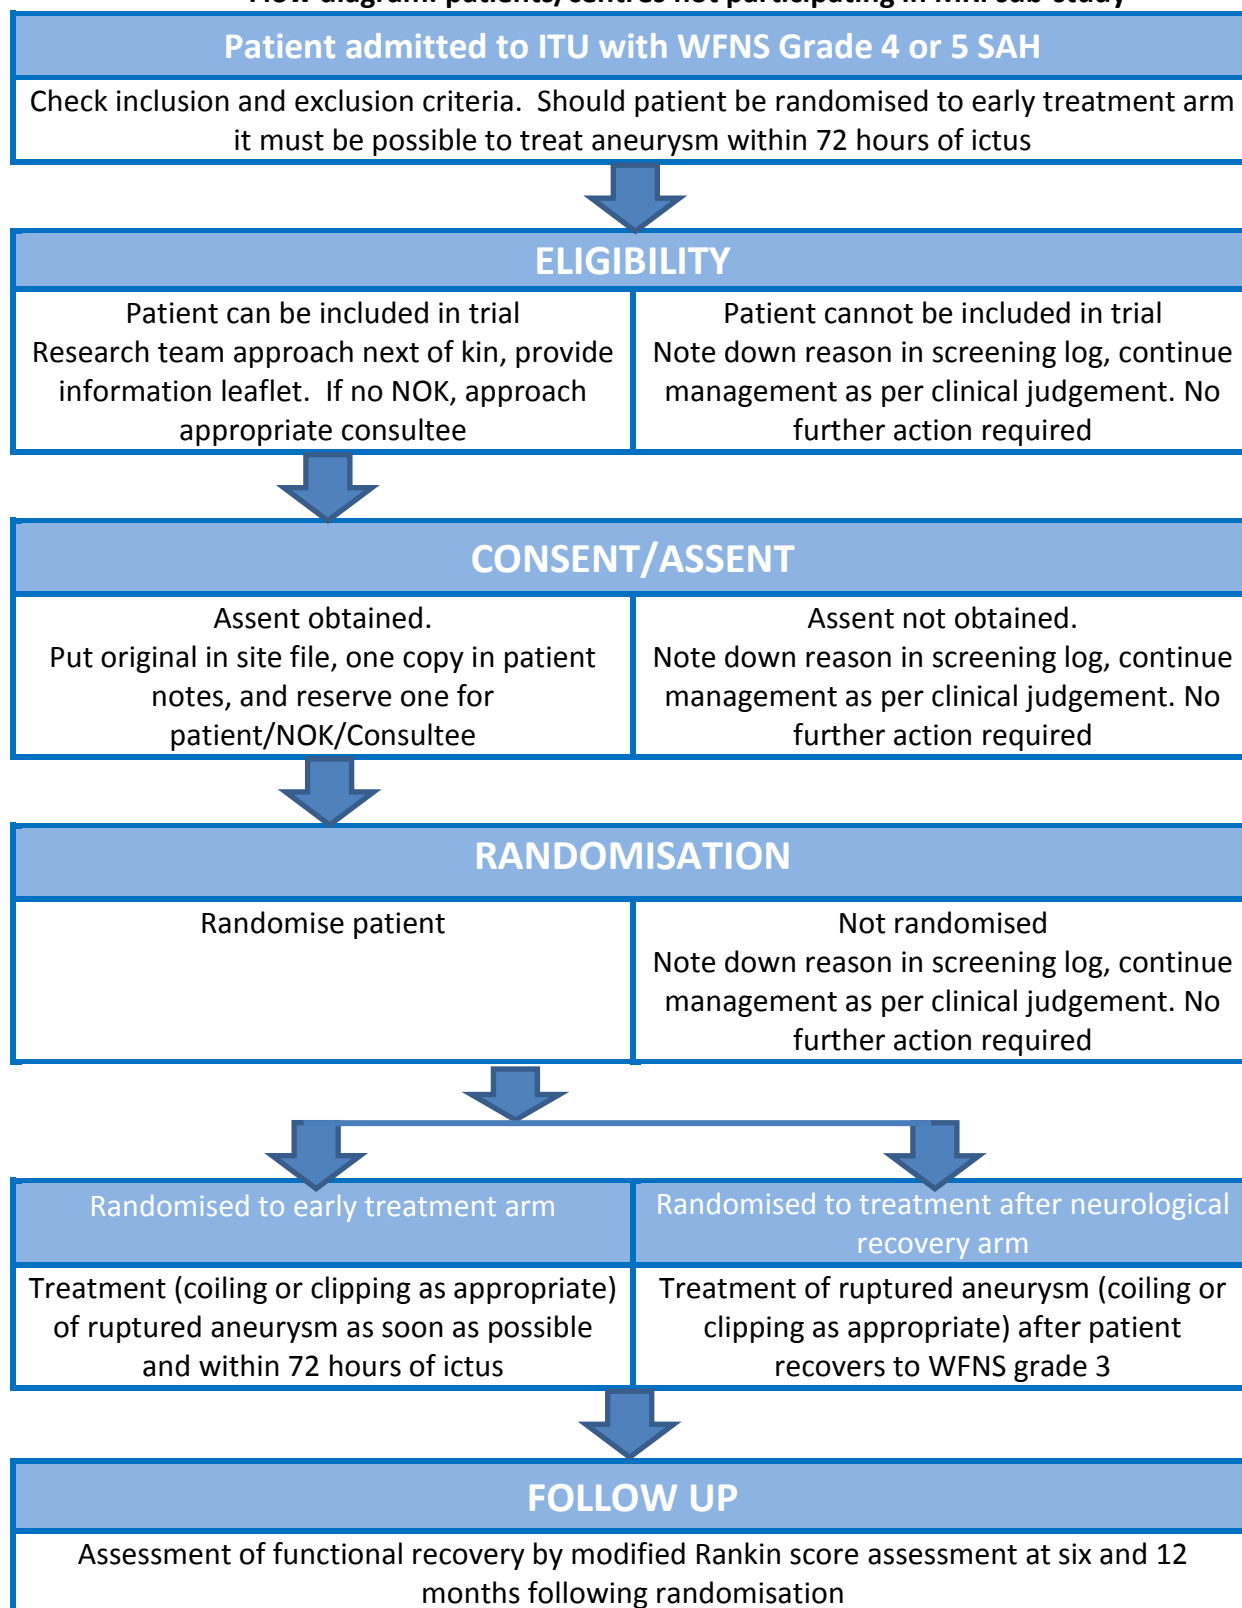 Flow diagram: patients/centres not participating in MRI sub-study
Patient admitted to ITU with WFNS Grade 4 or 5 SAH
Check inclusion and exclusion criteria.  Should patient be randomised to early treatment arm
it must be possible to treat aneurysm within 72 hours of ictus
ELIGIBILITY
Patient can be included in trial
Research team approach next of kin, provide
information leaflet.  If no NOK, approach
appropriate consultee
Patient cannot be included in trial
Note down reason in screening log, continue
management as per clinical judgement. No
further action required
CONSENT/ASSENT
Assent obtained.
Put original in site file, one copy in patient
notes, and reserve one for
patient/NOK/Consultee
Assent not obtained.
Note down reason in screening log, continue
management as per clinical judgement. No
further action required
RANDOMISATION
Randomise patient
Not randomised
Note down reason in screening log, continue
management as per clinical judgement. No
further action required
Randomised to early treatment arm
Treatment (coiling or clipping as appropriate)
of ruptured aneurysm as soon as possible
and within 72 hours of ictus
Randomised to treatment after neurological
recovery arm
Treatment of ruptured aneurysm (coiling or
clipping as appropriate) after patient
recovers to WFNS grade 3
FOLLOW UP
Assessment of functional recovery by modified Rankin score assessment at six and 12
months following randomisation